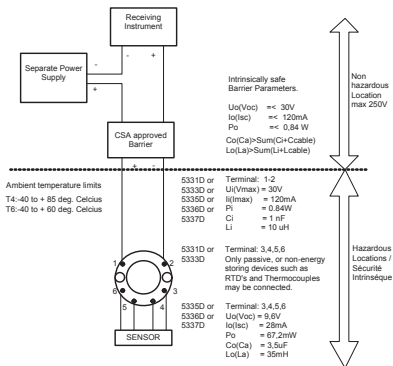 Receiving
Instrument
-
+
Separate Power
Supply
-
+
CSA approved
Barrier
+
-
Intrinsically safe
Barrier Parameters.
Uo(Voc) =< 30V
Io(Isc) =< 120mA
Po =< 0,84 W
Co(Ca)>Sum(Ci+Ccable)
Lo(La)>Sum(Li+Lcable)
Non
hazardous
Location
max 250V
Ambient temperature limits
T4:-40 to + 85 deg. Celcius
T6:-40 to + 60 deg. Celcius
5331D or
5333D or
5335D or
5336D or
5337D
Terminal: 1-2
Ui(Vmax) = 30V
Ii(Imax) = 120mA
Pi = 0.84W
Ci = 1 nF
Li = 10 uH
Hazardous
Locations /
Sécurité
Intrinsèque
5331D or
5333D
Terminal: 3,4,5,6
Only passive, or non-energy
storing devices such as
RTD's and Thermocouples
may be connected.
1
2
6
3
5
4
SENSOR
5335D or
5336D or
5337D
Terminal: 3,4,5,6
Uo(Voc) = 9,6V
Io(Isc) = 28mA
Po = 67,2mW
Co(Ca) = 3,5uF
Lo(La) = 35mH